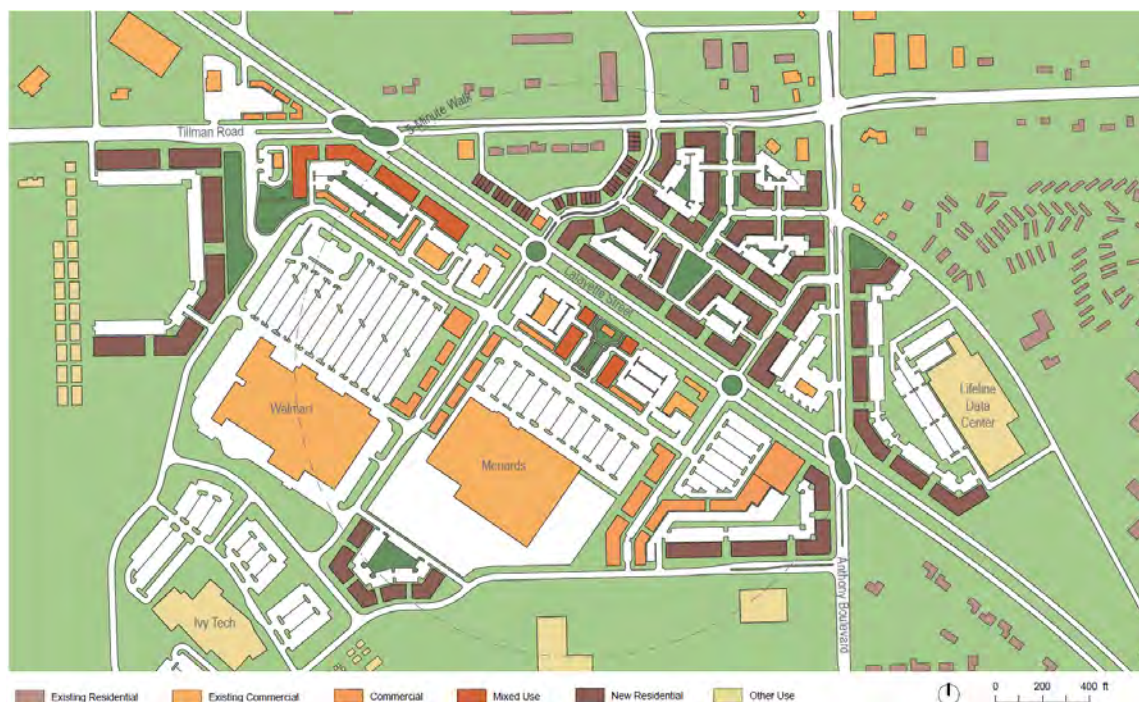 5-Minute Walk
Tillman Road
Lafayette Street
Walmart
Menards
Lifeline
Data
Center
Ivy Tech
Anthony Boulevard
Existing Residential
Existing Commercial
Commercial
Mixed Use
New Residential
Other Use
0 200 400 ft